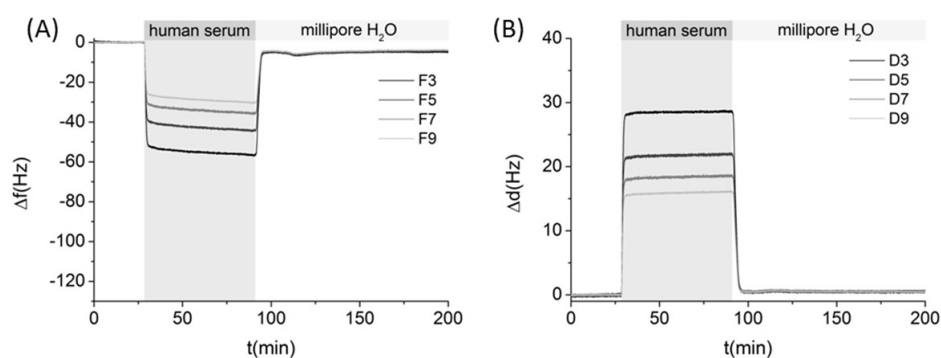 (A)
human serum
millipore H₂O
0
-20
-40
-60
-80
-100
-120
Δf(Hz)
F3
F5
F7
F9
0
50
100
150
200
t(min)
(B)
human serum
millipore H₂O
40
30
20
10
0
Δd(Hz)
D3
D5
D7
D9
0
50
100
150
200
t(min)